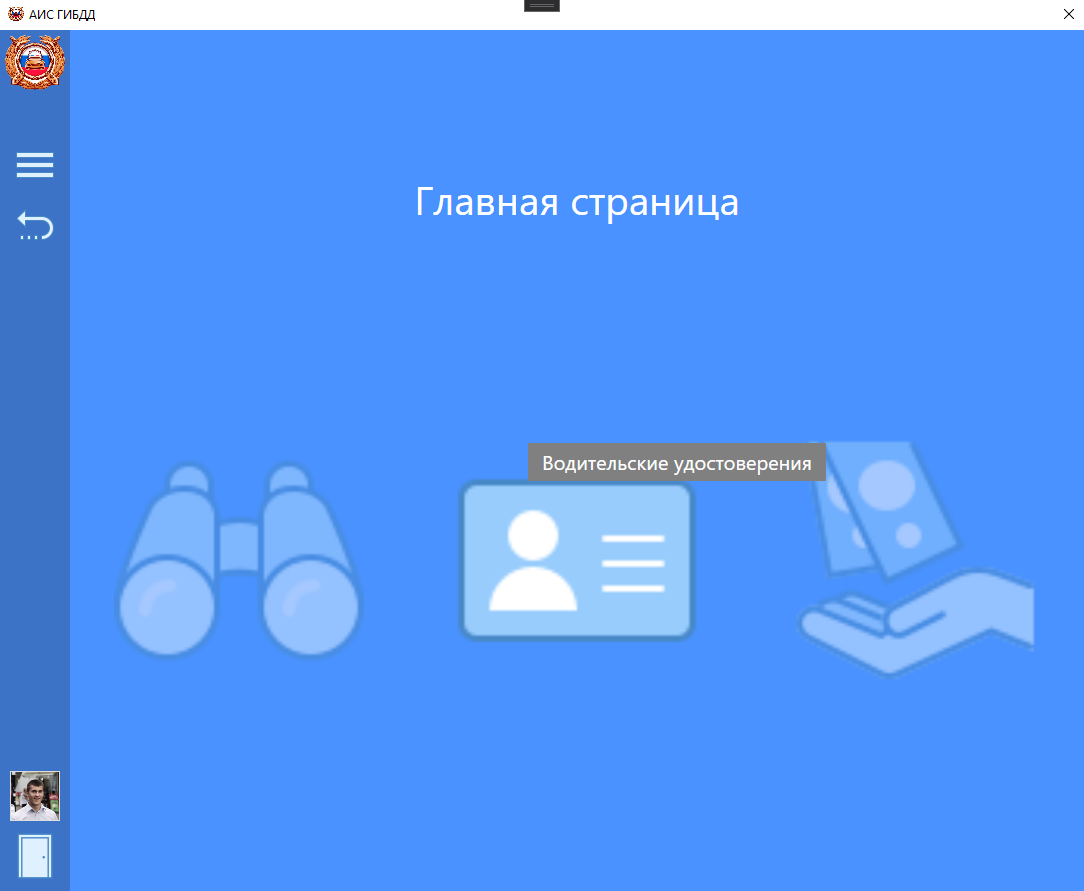 АИС ГИБДД
Главная страница
Водительские удостоверения